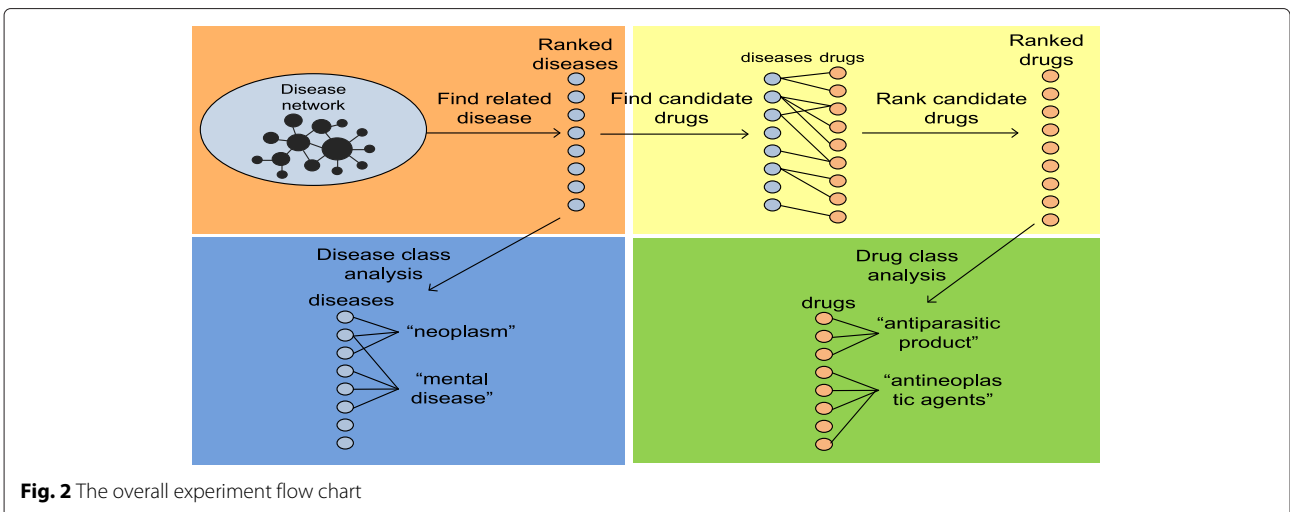 Disease
network
Find related
disease
Ranked
diseases
Find candidate
drugs
diseases drugs
Rank candidate
drugs
Ranked
drugs
Disease class
analysis
diseases
“neoplasm”
“mental
disease”
Drug class
analysis
drugs
“antiparasitic
product”
“antineoplas
tic agents”
Fig. 2 The overall experiment flow chart